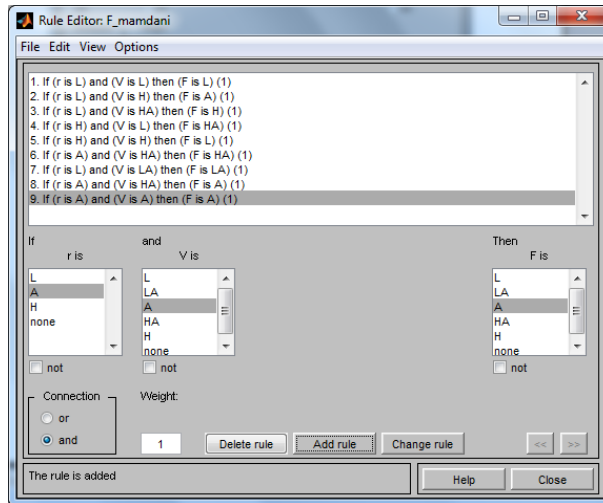 Rule Editor: F_mamdani
File Edit View Options
1. If (r is L) and (V is L) then (F is L) (1)
2. If (r is L) and (V is H) then (F is A) (1)
3. If (r is L) and (V is HA) then (F is H) (1)
4. If (r is H) and (V is L) then (F is HA) (1)
5. If (r is H) and (V is H) then (F is L) (1)
6. If (r is A) and (V is HA) then (F is HA) (1)
7. If (r is L) and (V is LA) then (F is LA) (1)
8. If (r is A) and (V is HA) then (F is A) (1)
9. If (r is A) and (V is A) then (F is A) (1)
If and Then
r is V is F is
L L L
A LA LA
H A A
none HA HA
H H
none none
not not not
Connection Weight:
or
and 1 Delete rule Add rule Change rule << >>
The rule is added Help Close